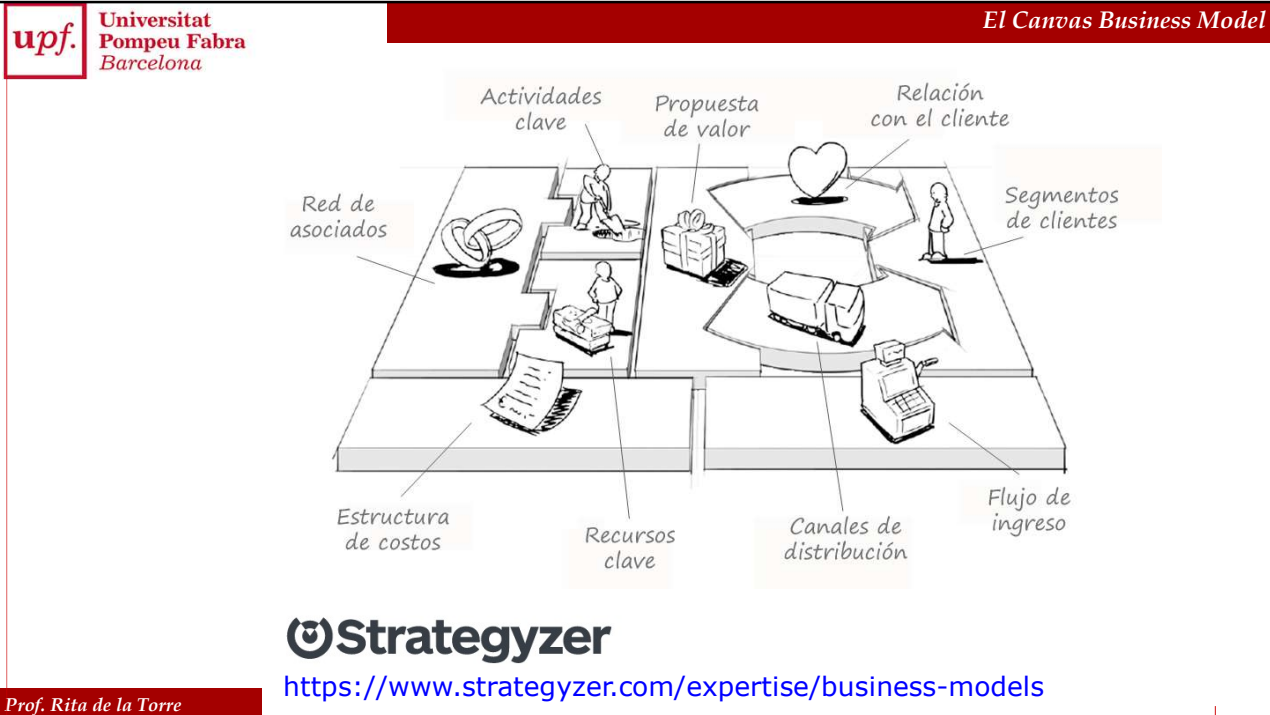 upf.
Universitat
Pompeu Fabra
Barcelona
El Canvas Business Model
Actividades
clave
Propuesta
de valor
Relación
con el cliente
Red de
asociados
Segmentos
de clientes
Estructura
de costos
Recursos
clave
Canales de
distribución
Flujo de
ingreso
Strategyzer
https://www.strategyzer.com/expertise/business-models
Prof. Rita de la Torre